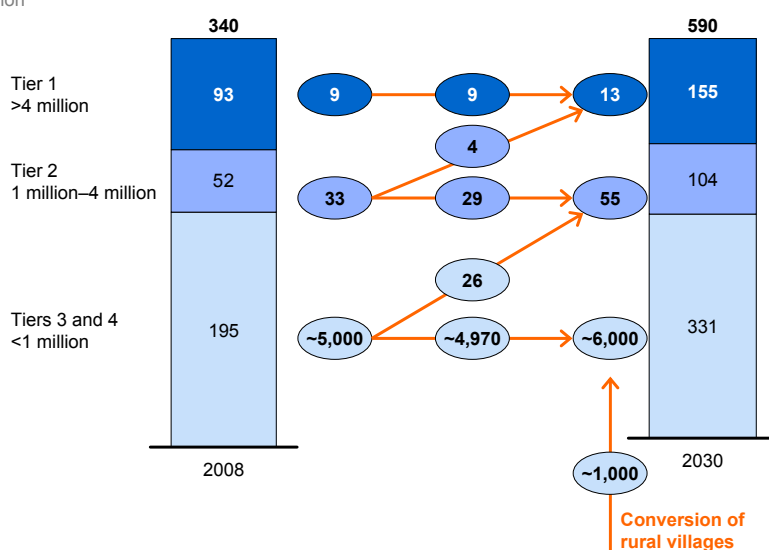 340
590
Tier 1
>4 million
93
9
9
13
155
4
Tier 2
1 million–4 million
52
33
29
55
104
26
Tiers 3 and 4
<1 million
195
~5,000
~4,970
~6,000
331
2008
~1,000
2030
Conversion of
rural villages